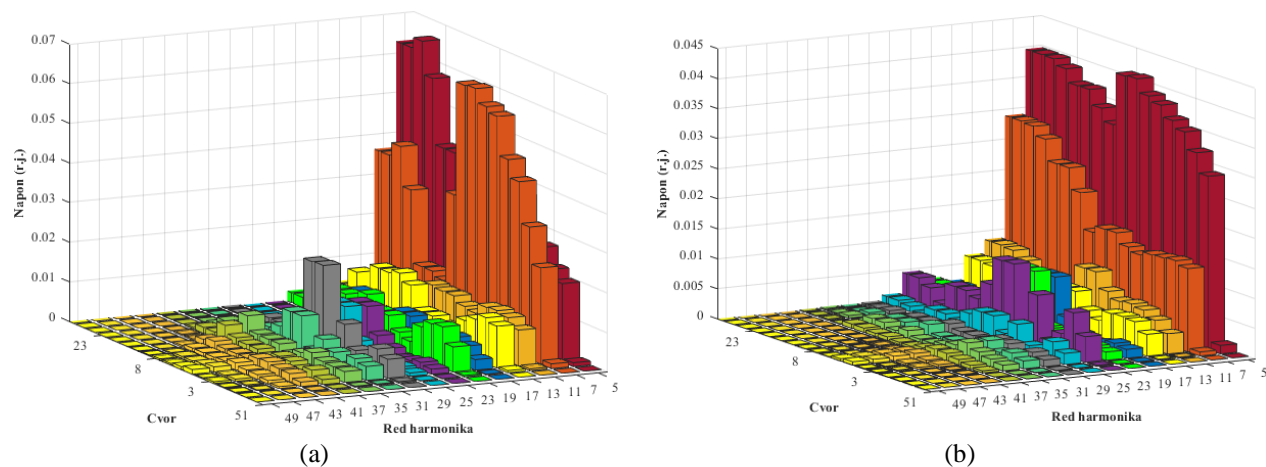 0.07
0.06
0.05
0.04
0.03
0.02
0.01
0
Napon (r.j.)
23
8
3
51
Cvor
49 47 43 41 37 35 31 29 25 23 19 17 13 11 7 5
Red harmonika
(a)
0.045
0.04
0.035
0.03
0.025
0.02
0.015
0.01
0.005
0
Napon (r.j.)
23
8
3
51
Cvor
49 47 43 41 37 35 31 29 25 23 19 17 13 11 7 5
Red harmonika
(b)